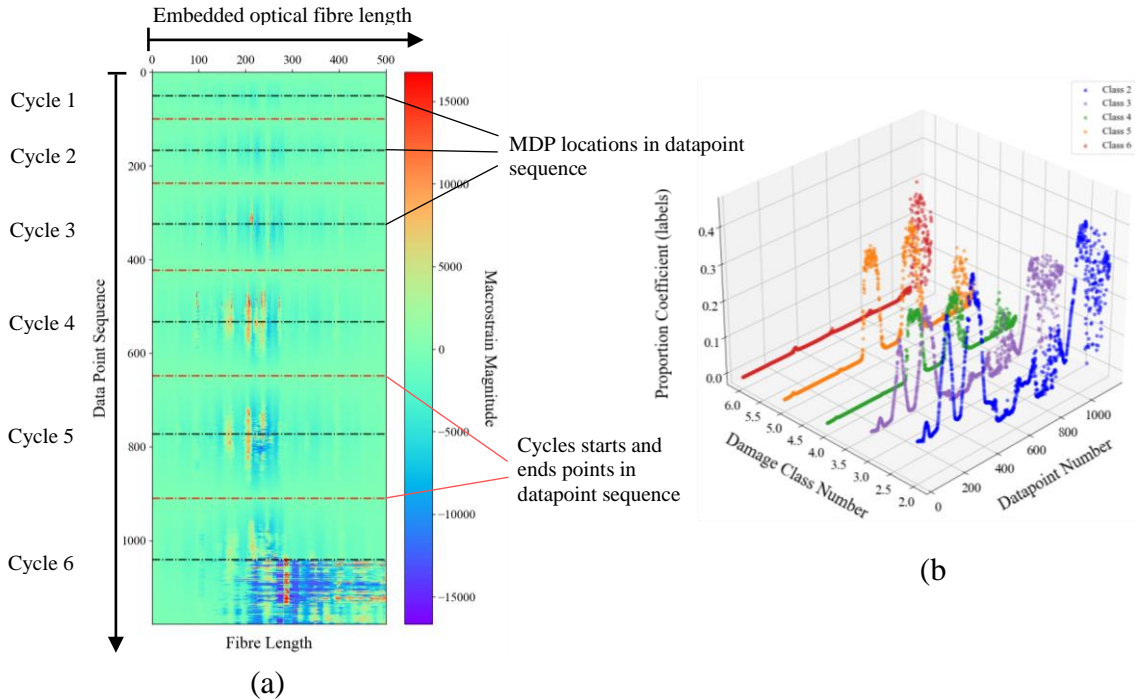 Embedded optical fibre length
0 100 200 300 400 500
0
200
400
600
800
1000
Data Point Sequence
Cycle 1
Cycle 2
Cycle 3
Cycle 4
Cycle 5
Cycle 6
Fibre Length
15000
10000
5000
0
−5000
−10000
−15000
Macrostrain Magnitude
MDP locations in datapoint
sequence
Cycles starts and
ends points in
datapoint sequence
(a)
Class 2
Class 3
Class 4
Class 5
Class 6
Proportion Coefficient (labels)
0.4
0.3
0.2
0.1
0.0
6.0
5.5
5.0
4.5
4.0
3.5
3.0
2.5
2.0
Damage Class Number
0
200
400
600
800
1000
Datapoint Number
(b